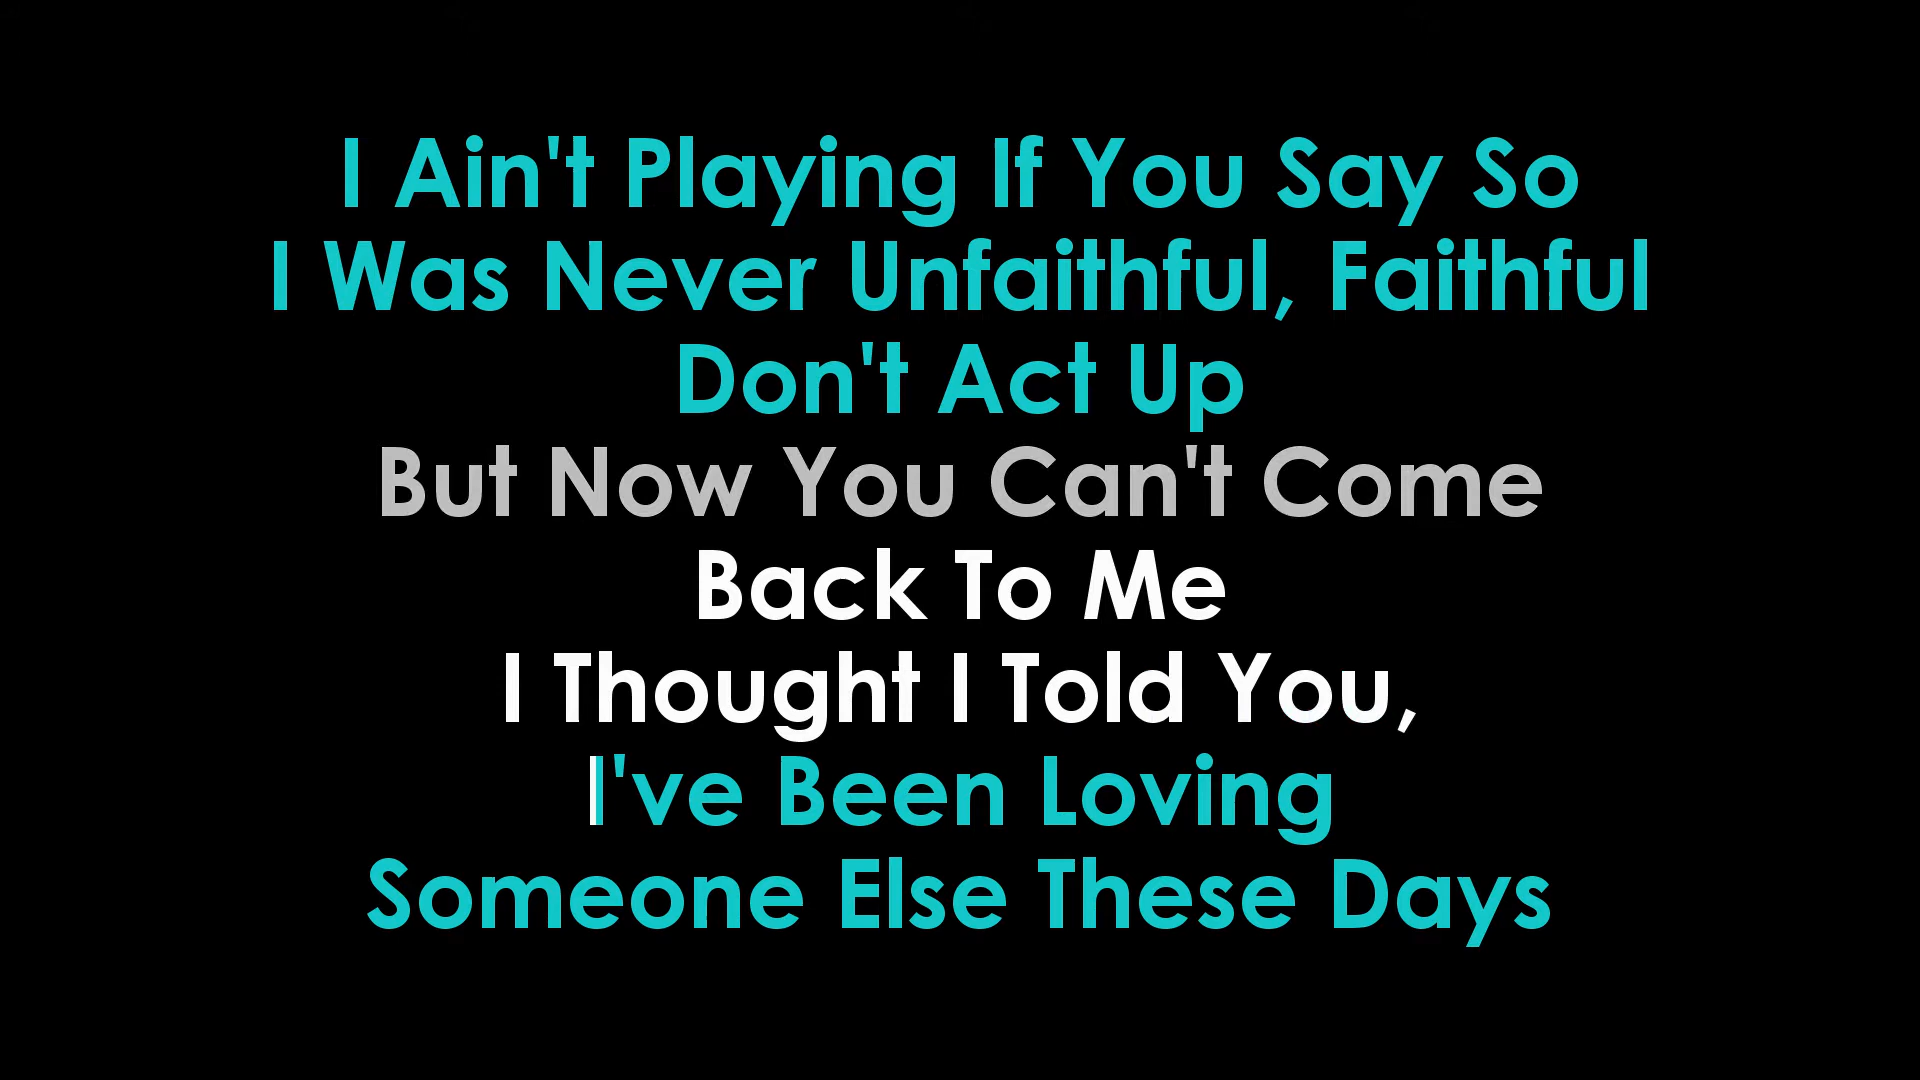 I Ain't Playing If You Say So
I Was Never Unfaithful, Faithful
Don't Act Up
But Now You Can't Come
Back To Me
I Thought I Told You,
I've Been Loving
Someone Else These Days